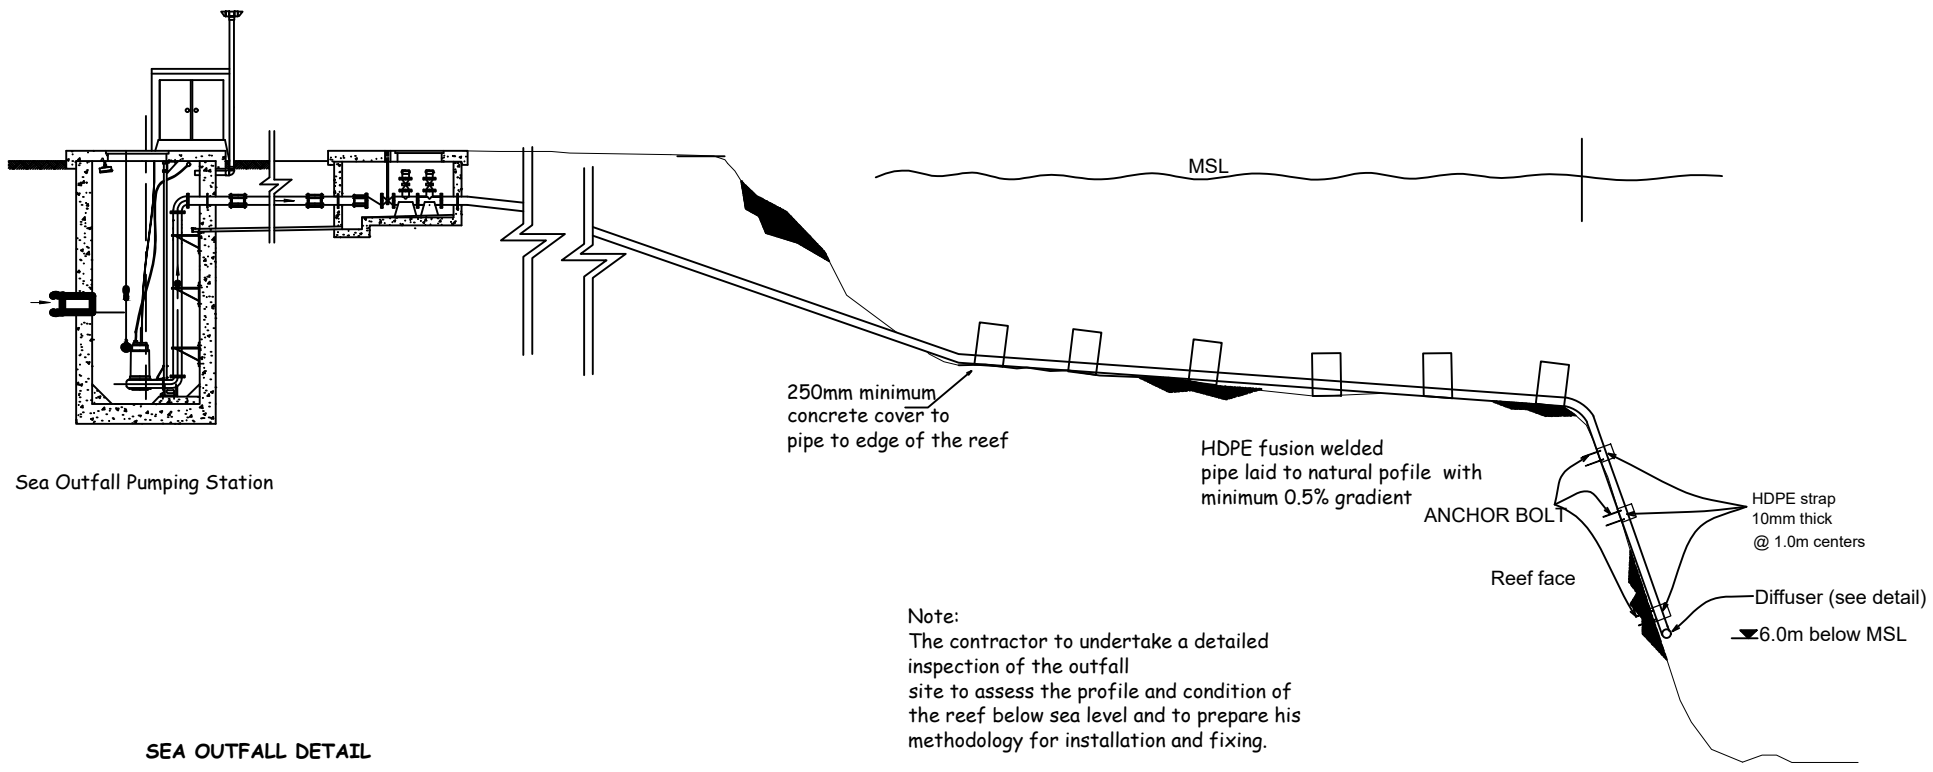 MSL
250mm minimum
concrete cover to
pipe to edge of the reef
HDPE fusion welded
pipe laid to natural pofile with
minimum 0.5% gradient
Sea Outfall Pumping Station
ANCHOR BOLT
HDPE strap
10mm thick
@ 1.0m centers
Reef face
Diffuser (see detail)
6.0m below MSL
Note:
The contractor to undertake a detailed
inspection of the outfall
site to assess the profile and condition of
the reef below sea level and to prepare his
methodology for installation and fixing.
SEA OUTFALL DETAIL